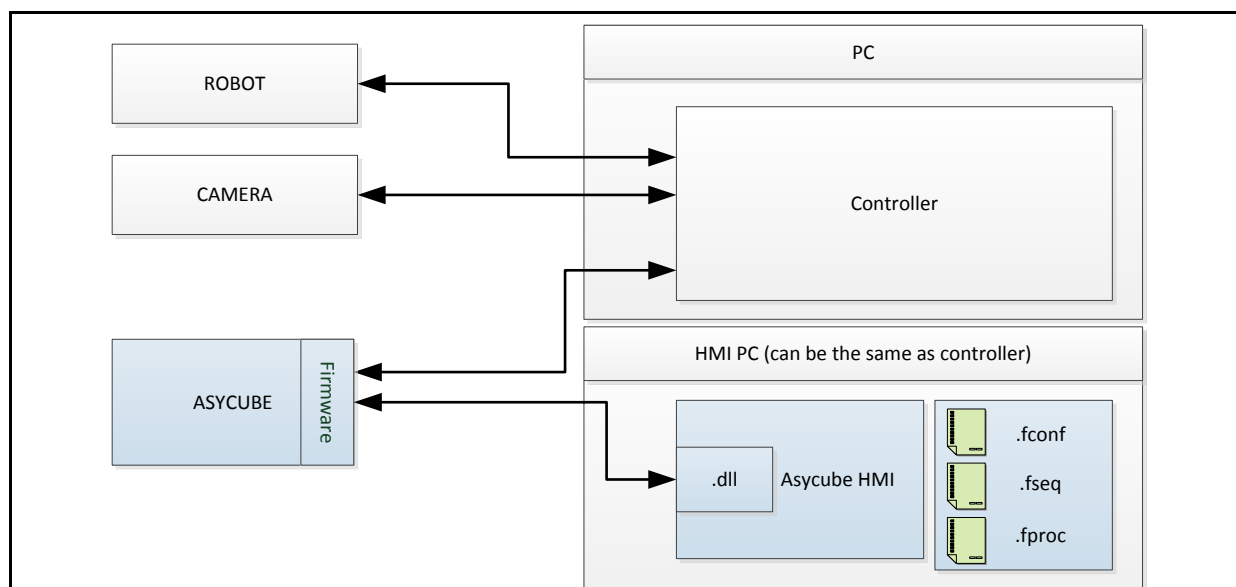 ROBOT
CAMERA
ASYCUBE
Firmware
PC
Controller
HMI PC (can be the same as controller)
.dll
Asycube HMI
.fconf
.fseq
.fproc